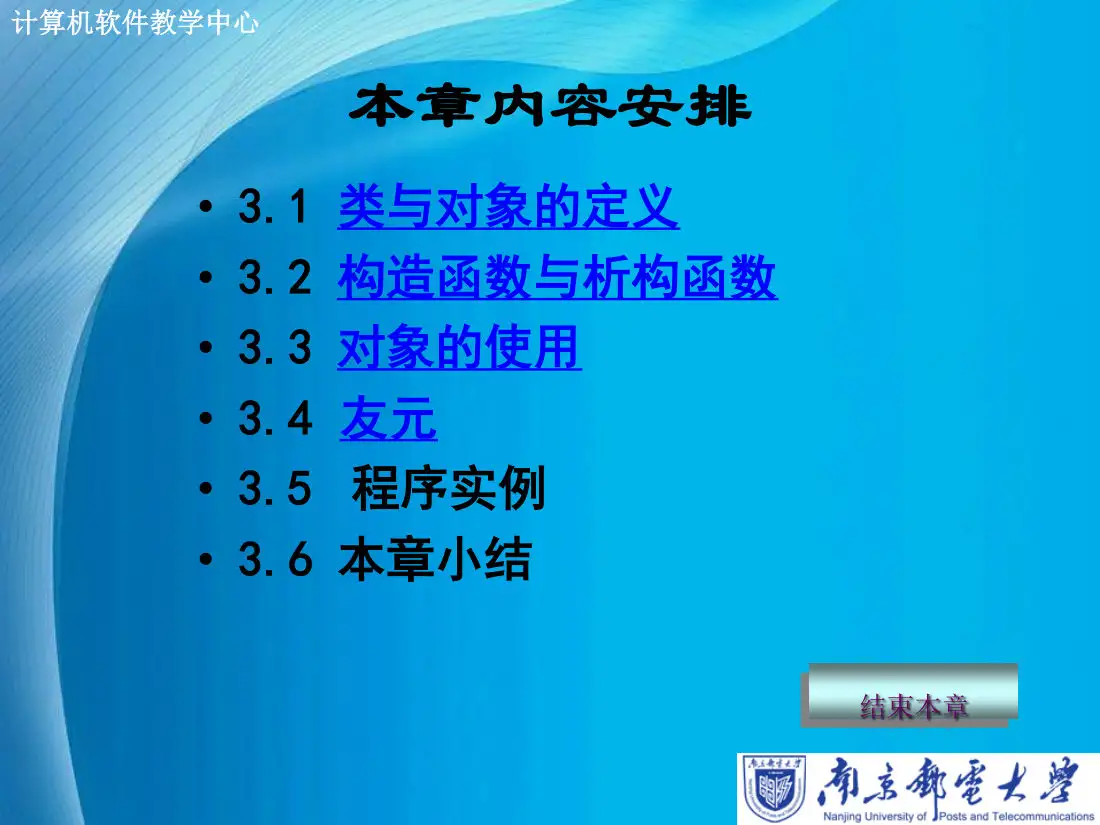 计算机软件教学中心
本章内容安排
• 3.1 类与对象的定义
• 3.2 构造函数与析构函数
• 3.3 对象的使用
• 3.4 友元
• 3.5 程序实例
• 3.6 本章小结
结束本章
南京郵電大學
Nanjing University of Posts and Telecommunications